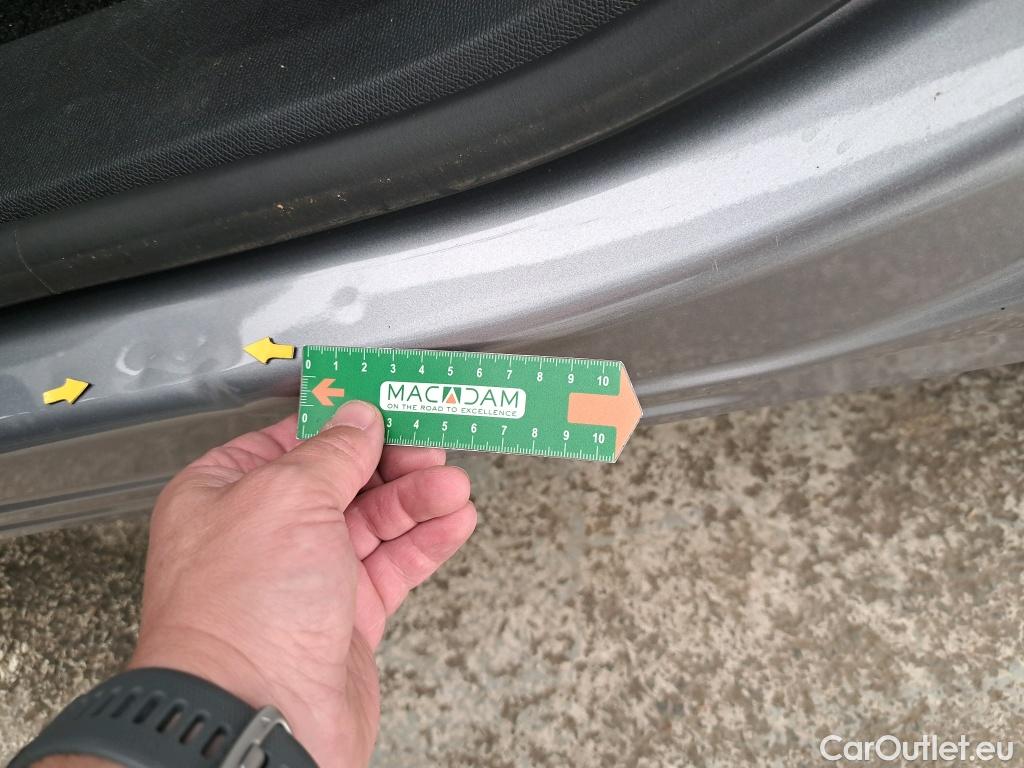 0 1 2 3 4 5 6 7 8 9 10
MACADAM
ON THE ROAD TO EXCELLENCE
0 3 4 5 6 7 8 9 10
CarOutlet.eu